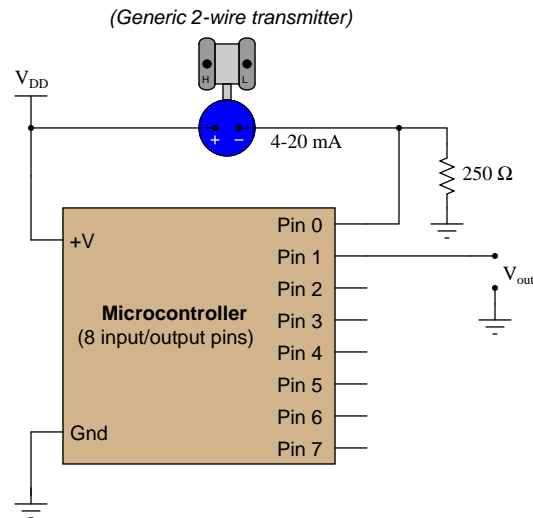 (Generic 2-wire transmitter)
H L
V_DD
+ −
4-20 mA
250 Ω
+V
Pin 0
Pin 1
V_out
Pin 2
Microcontroller
(8 input/output pins)
Pin 3
Pin 4
Pin 5
Pin 6
Gnd
Pin 7